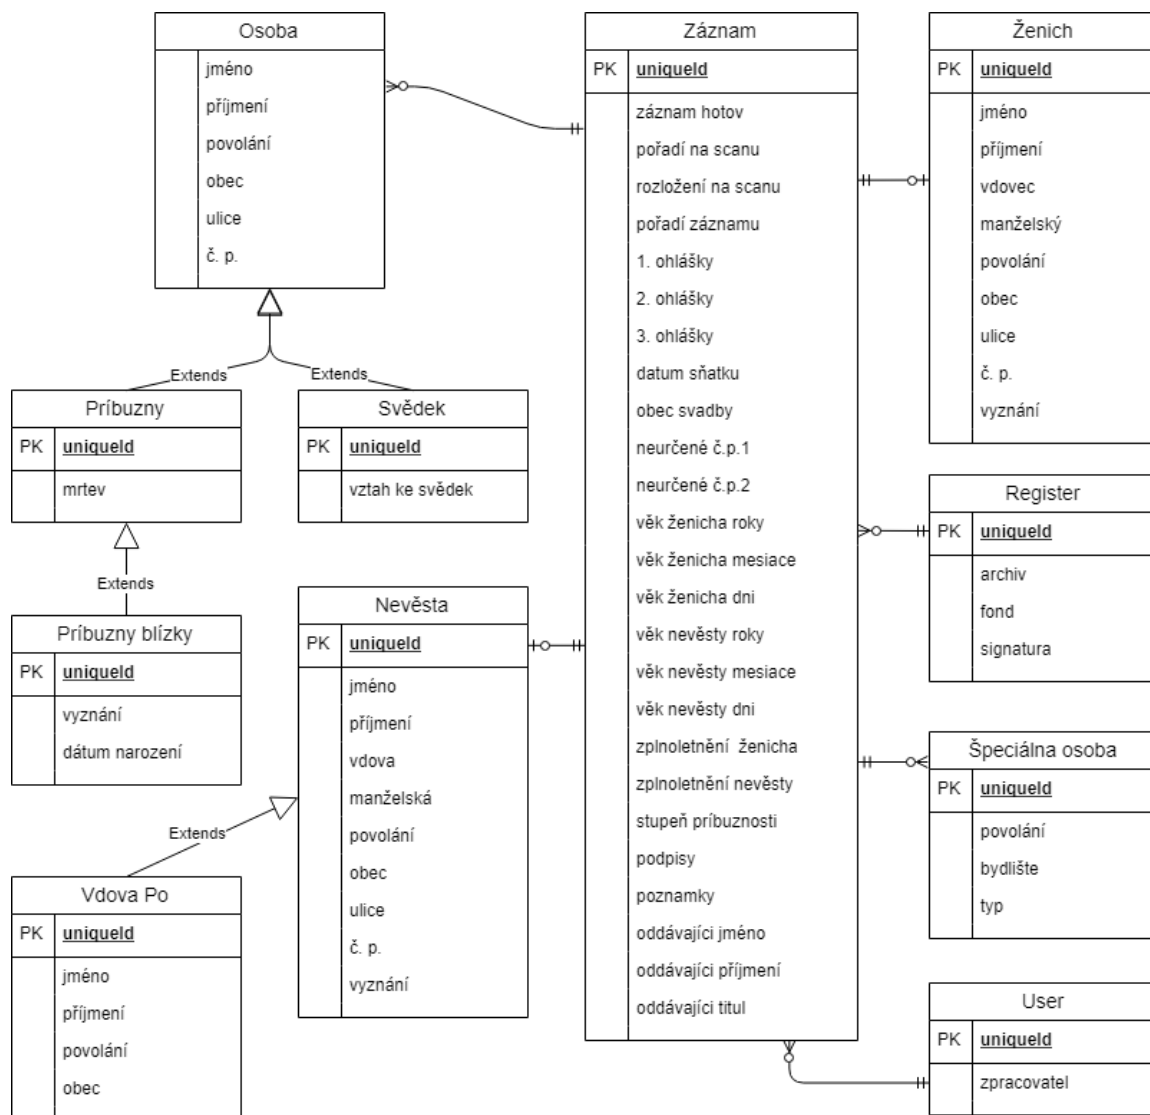 Osoba
jméno
příjmení
povolání
obec
ulice
č. p.
Extends
Extends
Príbuzny
PK uniqueId
mrtev
Svědek
PK uniqueId
vztah ke svědek
Extends
Príbuzny blízky
PK uniqueId
vyznání
dátum narození
Nevěsta
PK uniqueId
jméno
příjmení
vdova
manželská
povolání
obec
ulice
č. p.
vyznání
Extends
Vdova Po
PK uniqueId
jméno
příjmení
povolání
obec
Záznam
PK uniqueId
záznam hotov
pořadí na scanu
rozložení na scanu
pořadí záznamu
1. ohlášky
2. ohlášky
3. ohlášky
datum sňatku
obec svadby
neurčené č.p.1
neurčené č.p.2
věk ženicha roky
věk ženicha mesiace
věk ženicha dni
věk nevěsty roky
věk nevěsty mesiace
věk nevěsty dni
zplnoletnění ženicha
zplnoletnění nevěsty
stupeň príbuznosti
podpisy
poznamky
oddávajíci jméno
oddávajíci příjmení
oddávajíci titul
Ženich
PK uniqueId
jméno
příjmení
vdovec
manželský
povolání
obec
ulice
č. p.
vyznání
Register
PK uniqueId
archiv
fond
signatura
Špeciálna osoba
PK uniqueId
povolání
bydlište
typ
User
PK uniqueId
zpracovatel